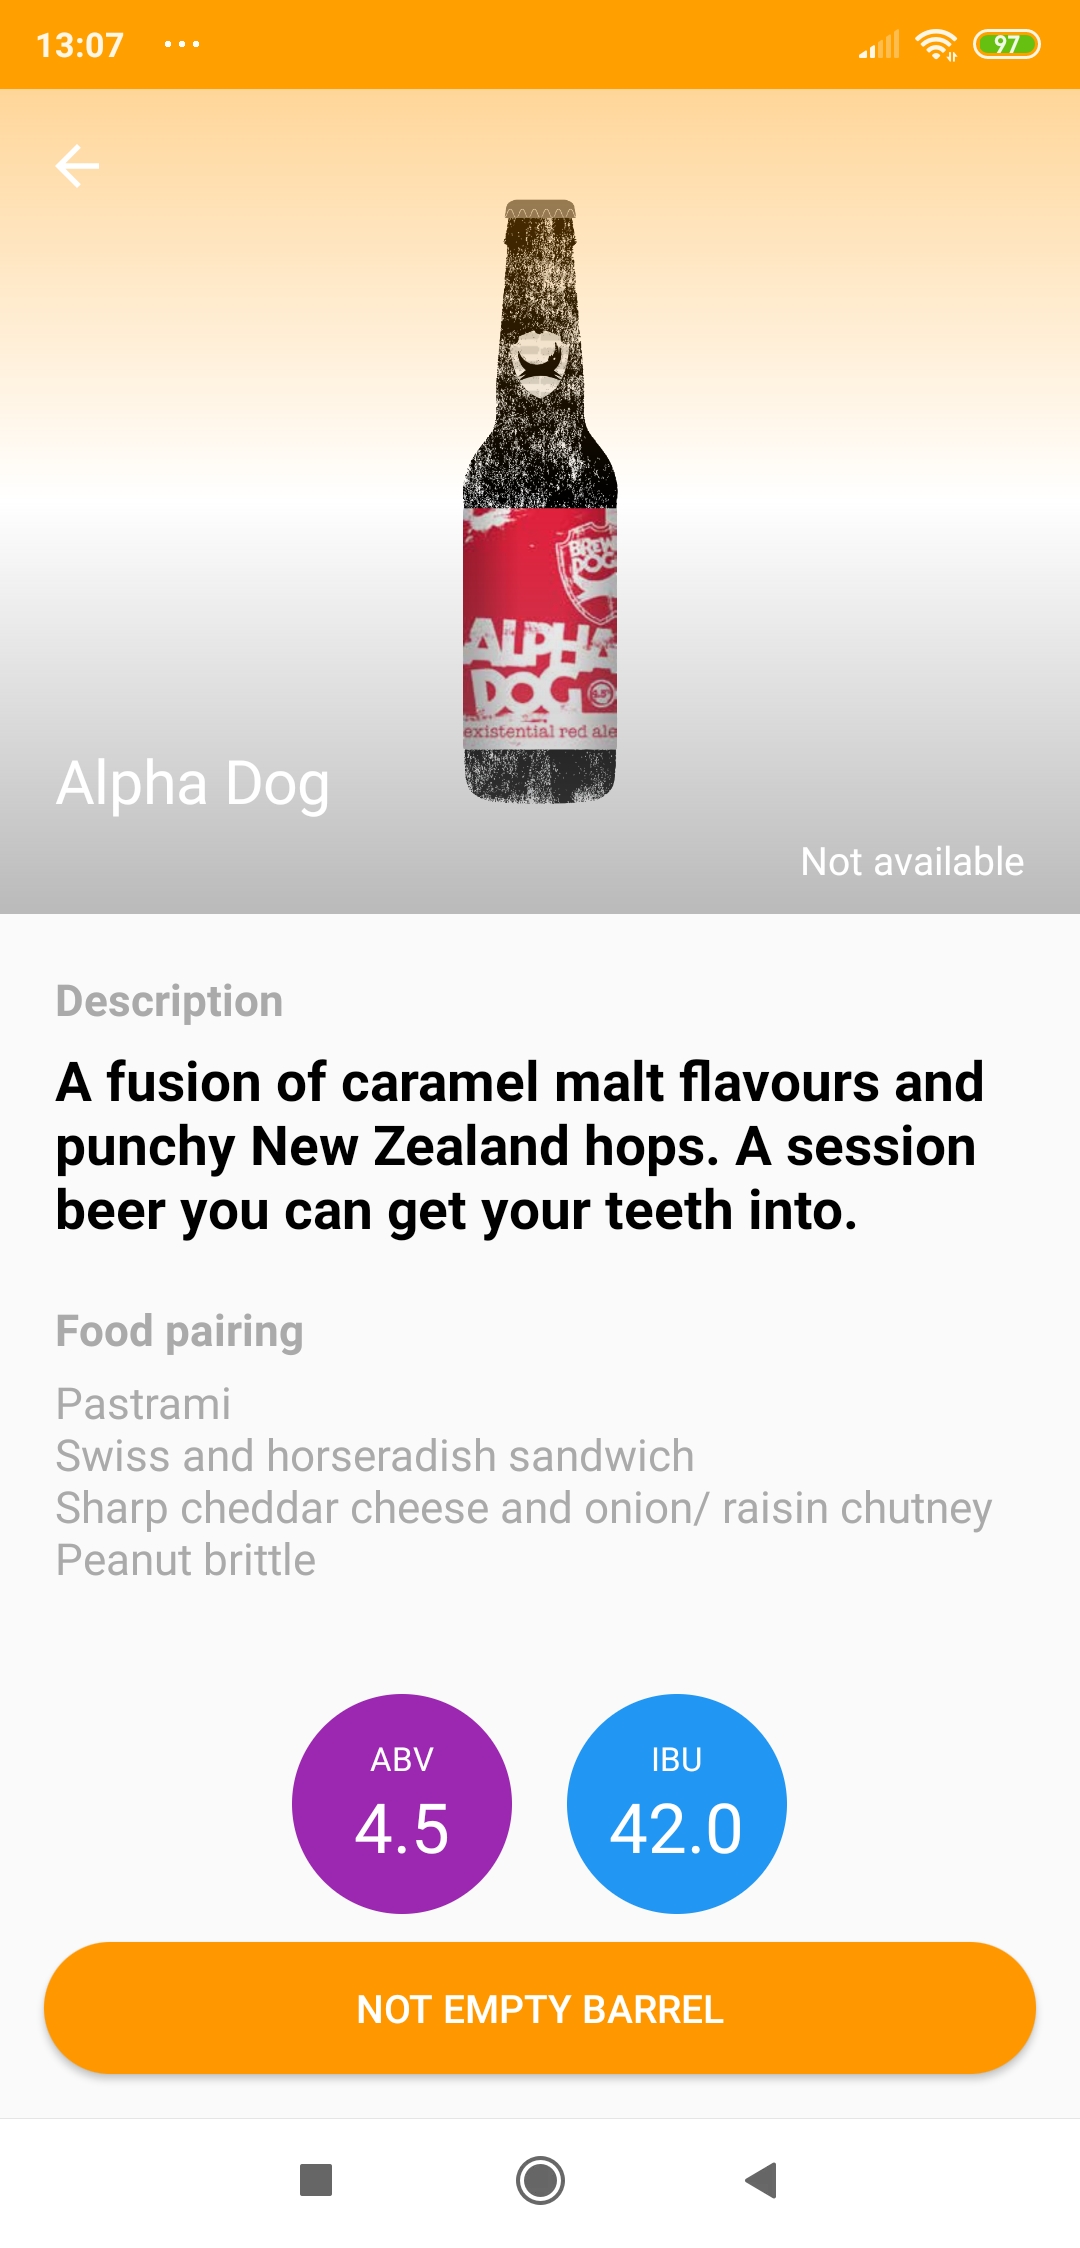 13:07 ...
97
BREW
DOG
ALPHA
DOG
4.5%
existential red ale
Alpha Dog
Not available
Description
A fusion of caramel malt flavours and
punchy New Zealand hops. A session
beer you can get your teeth into.
Food pairing
Pastrami
Swiss and horseradish sandwich
Sharp cheddar cheese and onion/ raisin chutney
Peanut brittle
ABV
4.5
IBU
42.0
NOT EMPTY BARREL